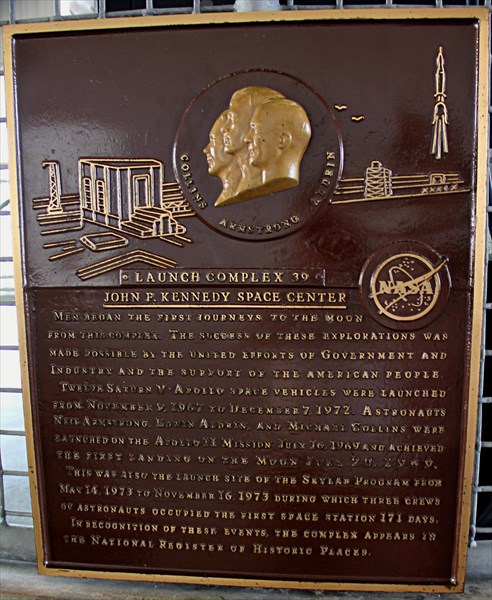 COLLINS ARMSTRONG ALDRIN
NASA
LAUNCH COMPLEX 39
JOHN F. KENNEDY SPACE CENTER
MEN BEGAN THE FIRST JOURNEYS TO THE MOON
FROM THIS COMPLEX. THE SUCCESS OF THESE EXPLORATIONS WAS
MADE POSSIBLE BY THE UNITED EFFORTS OF GOVERNMENT AND
INDUSTRY AND THE SUPPORT OF THE AMERICAN PEOPLE.
TWELVE SATURN V-APOLLO SPACE VEHICLES WERE LAUNCHED
FROM NOVEMBER 9, 1967 TO DECEMBER 7, 1972. ASTRONAUTS
NEIL ARMSTRONG, EDWIN ALDRIN, AND MICHAEL COLLINS WERE
LAUNCHED ON THE APOLLO 11 MISSION JULY 16, 1969 AND ACHIEVED
THE FIRST LANDING ON THE MOON JULY 20, 1969.
THIS WAS ALSO THE LAUNCH SITE OF THE SKYLAB PROGRAM FROM
MAY 14, 1973 TO NOVEMBER 16, 1973 DURING WHICH THREE CREWS
OF ASTRONAUTS OCCUPIED THE FIRST SPACE STATION 171 DAYS.
IN RECOGNITION OF THESE EVENTS, THE COMPLEX APPEARS IN
THE NATIONAL REGISTER OF HISTORIC PLACES.